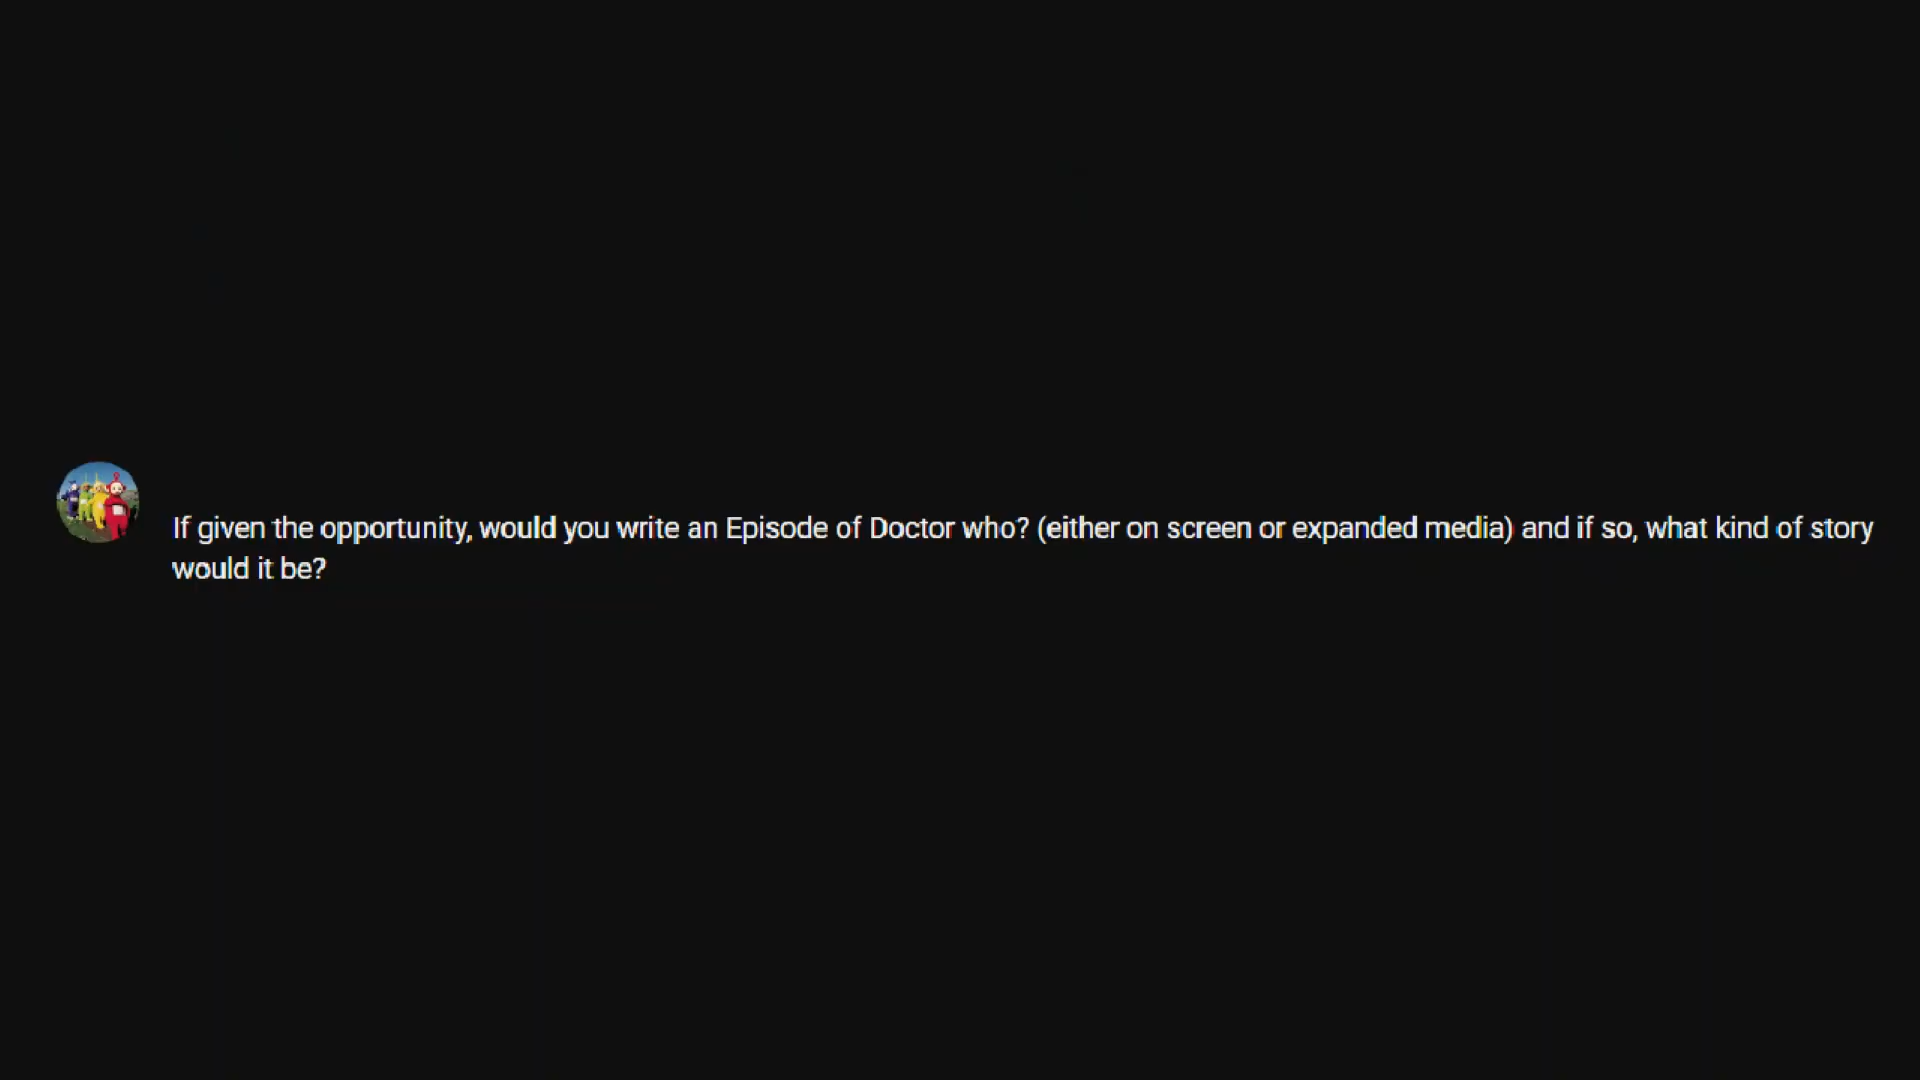 If given the opportunity, would you write an Episode of Doctor who? (either on screen or expanded media) and if so, what kind of story
would it be?